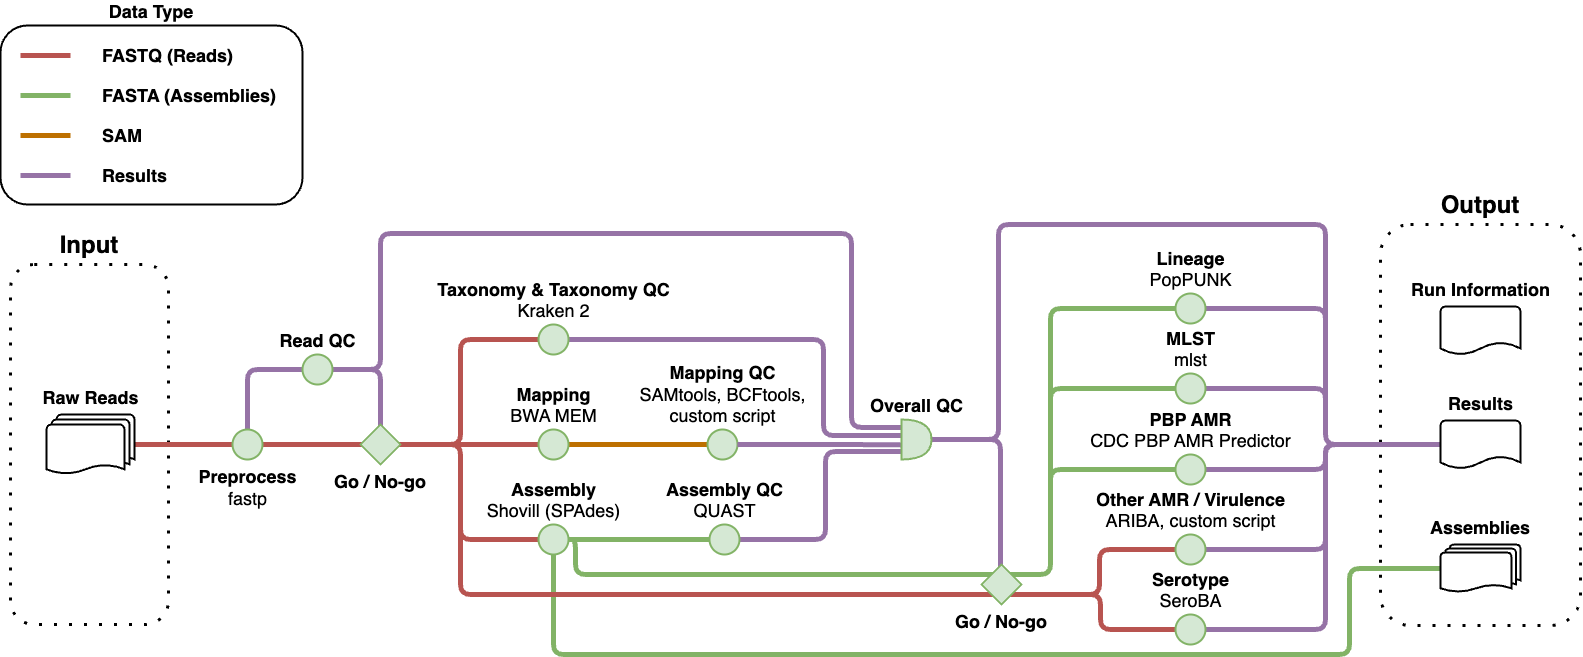 Data Type
FASTQ (Reads)
FASTA (Assemblies)
SAM
Results
Input
Raw Reads
Preprocess
fastp
Read QC
Go / No-go
Taxonomy & Taxonomy QC
Kraken 2
Mapping
BWA MEM
Mapping QC
SAMtools, BCFtools,
custom script
Assembly
Shovill (SPAdes)
Assembly QC
QUAST
Overall QC
Go / No-go
Lineage
PopPUNK
MLST
mlst
PBP AMR
CDC PBP AMR Predictor
Other AMR / Virulence
ARIBA, custom script
Serotype
SeroBA
Output
Run Information
Results
Assemblies